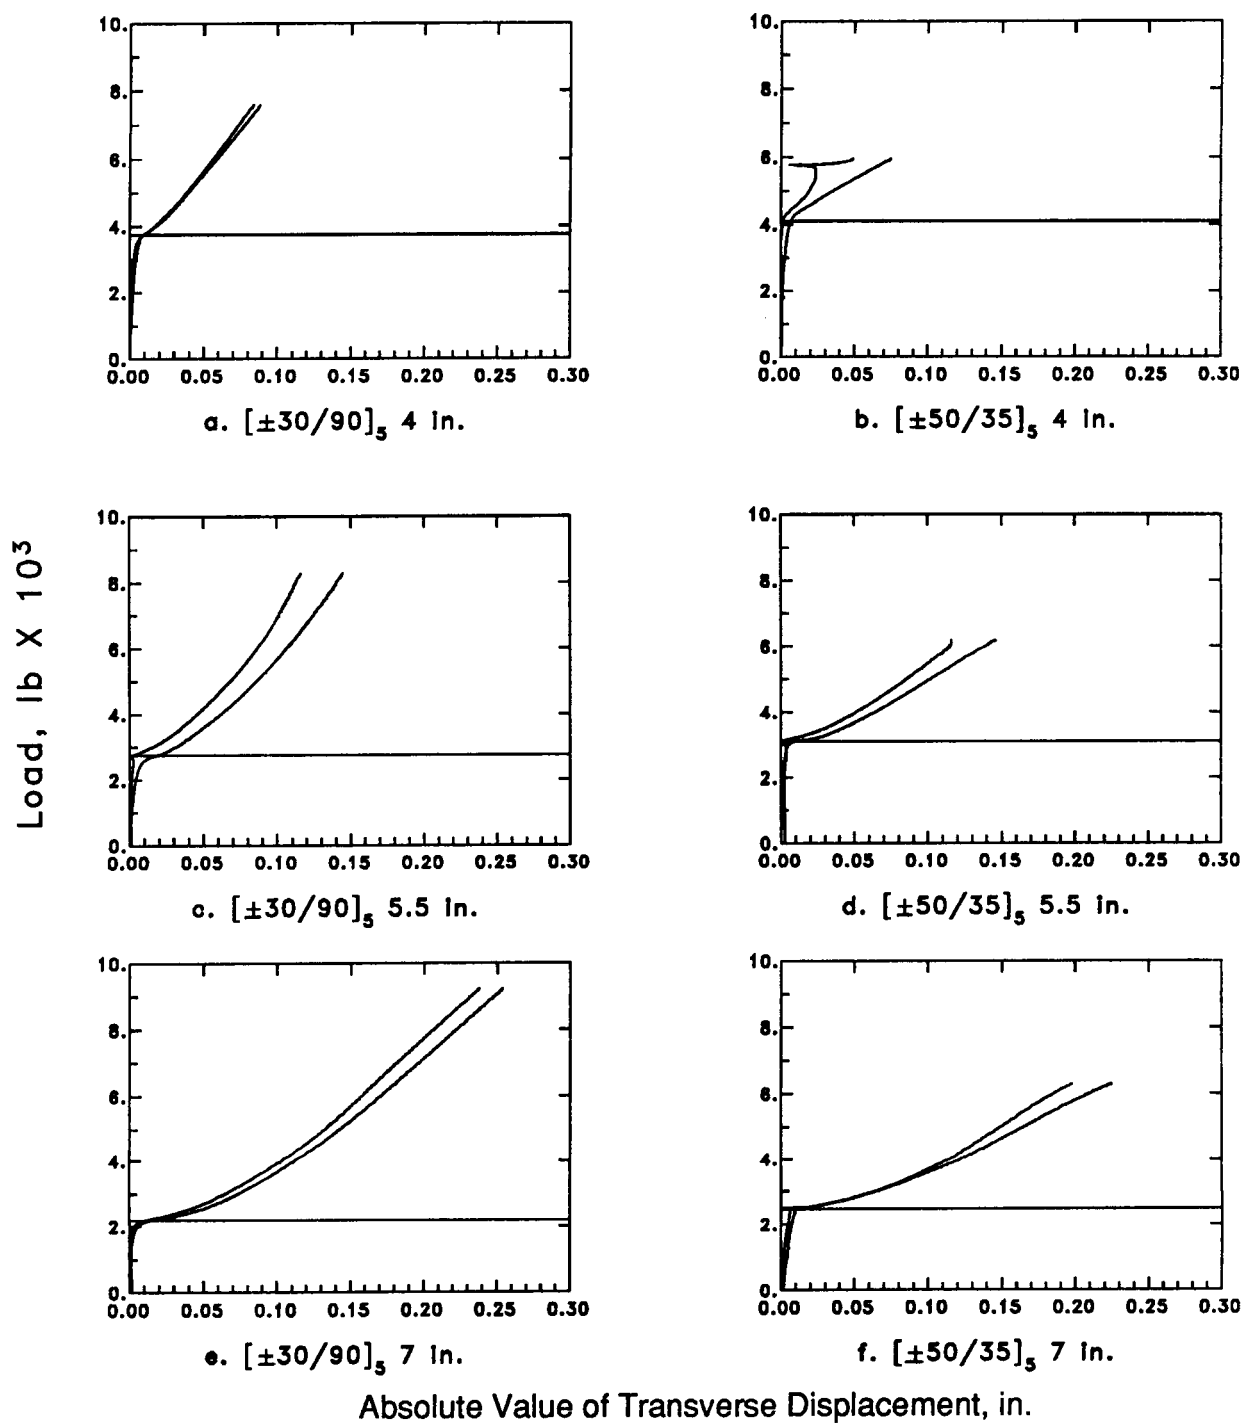 10.
8.
6.
4.
2.
0.
0.00 0.05 0.10 0.15 0.20 0.25 0.30
a. [±30/90]5 4 in.
10.
8.
6.
4.
2.
0.
0.00 0.05 0.10 0.15 0.20 0.25 0.30
b. [±50/35]5 4 in.
Load, lb X 10³
10.
8.
6.
4.
2.
0.
0.00 0.05 0.10 0.15 0.20 0.25 0.30
c. [±30/90]5 5.5 in.
10.
8.
6.
4.
2.
0.
0.00 0.05 0.10 0.15 0.20 0.25 0.30
d. [±50/35]5 5.5 in.
10.
8.
6.
4.
2.
0.
0.00 0.05 0.10 0.15 0.20 0.25 0.30
e. [±30/90]5 7 in.
10.
8.
6.
4.
2.
0.
0.00 0.05 0.10 0.15 0.20 0.25 0.30
f. [±50/35]5 7 in.
Absolute Value of Transverse Displacement, in.